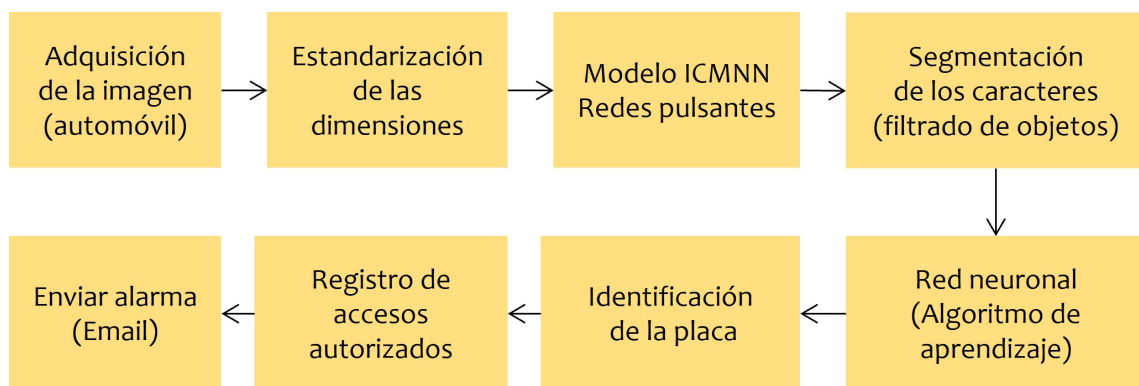 Adquisición
de la imagen
(automóvil)
Estandarización
de las
dimensiones
Modelo ICMNN
Redes pulsantes
Segmentación
de los caracteres
(filtrado de objetos)
Red neuronal
(Algoritmo de
aprendizaje)
Identificación
de la placa
Registro de
accesos
autorizados
Enviar alarma
(Email)